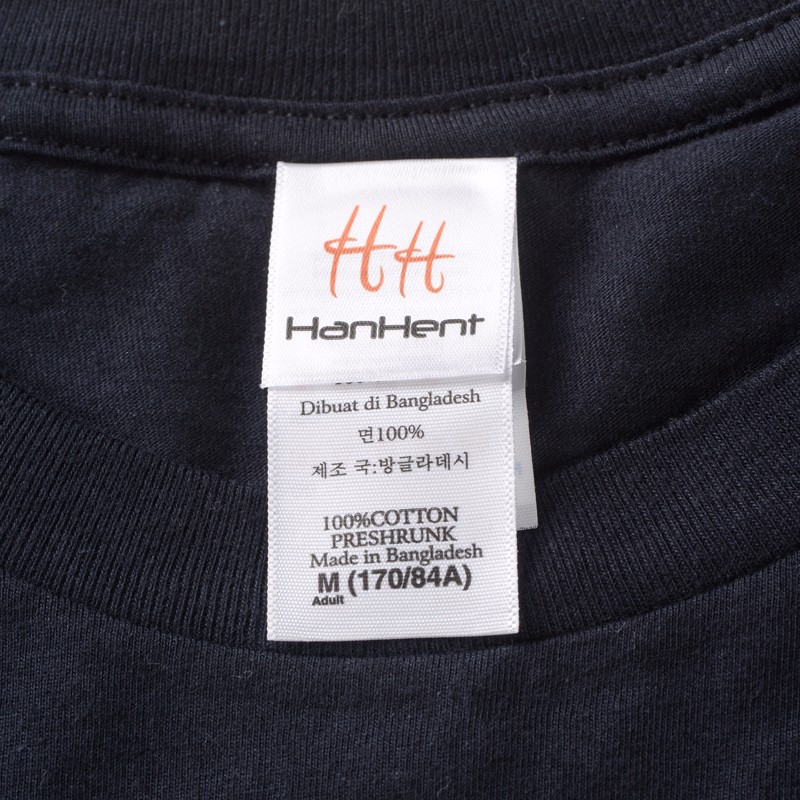 HH
HanHent
Dibuat di Bangladesh
면100%
제조 국:방글라데시
100%COTTON
PRESHRUNK
Made in Bangladesh
M (170/84A)
Adult